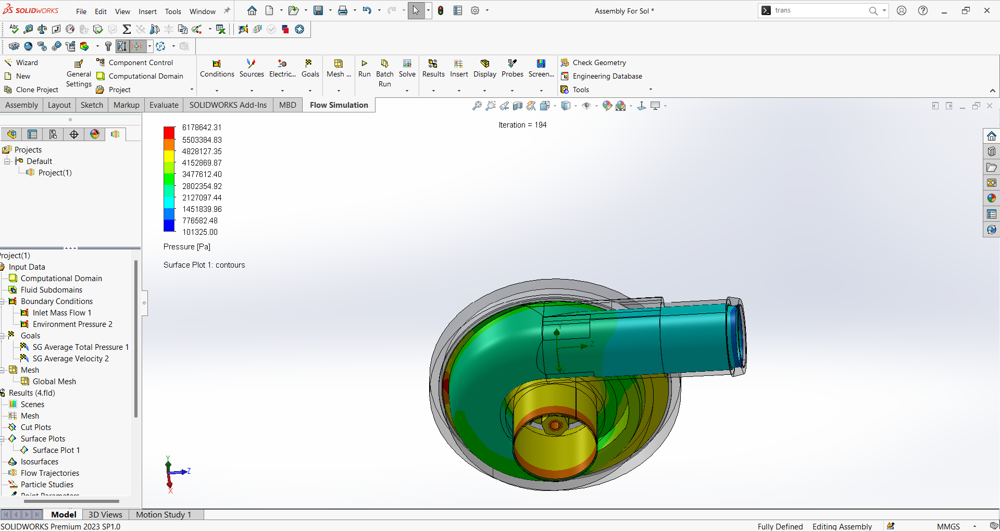 SOLIDWORKS File Edit View Insert Tools Window Assembly For Sol * trans
Abc
Wizard
New
Clone Project
General
Settings
Component Control
Computational Domain
Project
Conditions Sources Electric... Goals Mesh ... Run Batch
Run Solve Results Insert Display Probes Screen...
Check Geometry
Engineering Database
Tools
Assembly Layout Sketch Markup Evaluate SOLIDWORKS Add-Ins MBD Flow Simulation
Projects
Default
Project(1)
roject(1)
Input Data
Computational Domain
Fluid Subdomains
Boundary Conditions
Inlet Mass Flow 1
Environment Pressure 2
Goals
SG Average Total Pressure 1
SG Average Velocity 2
Mesh
Global Mesh
Results (4.fld)
Scenes
Mesh
Cut Plots
Surface Plots
Surface Plot 1
Isosurfaces
Flow Trajectories
Particle Studies
Point Parameters
6178642.31
5503384.83
4828127.35
4152869.87
3477612.40
2802354.92
2127097.44
1451839.96
776582.48
101325.00
Pressure [Pa]
Surface Plot 1: contours
Iteration = 194
Y
Z
X
Y
Z
X
Model 3D Views Motion Study 1
SOLIDWORKS Premium 2023 SP1.0 Fully Defined Editing Assembly MMGS